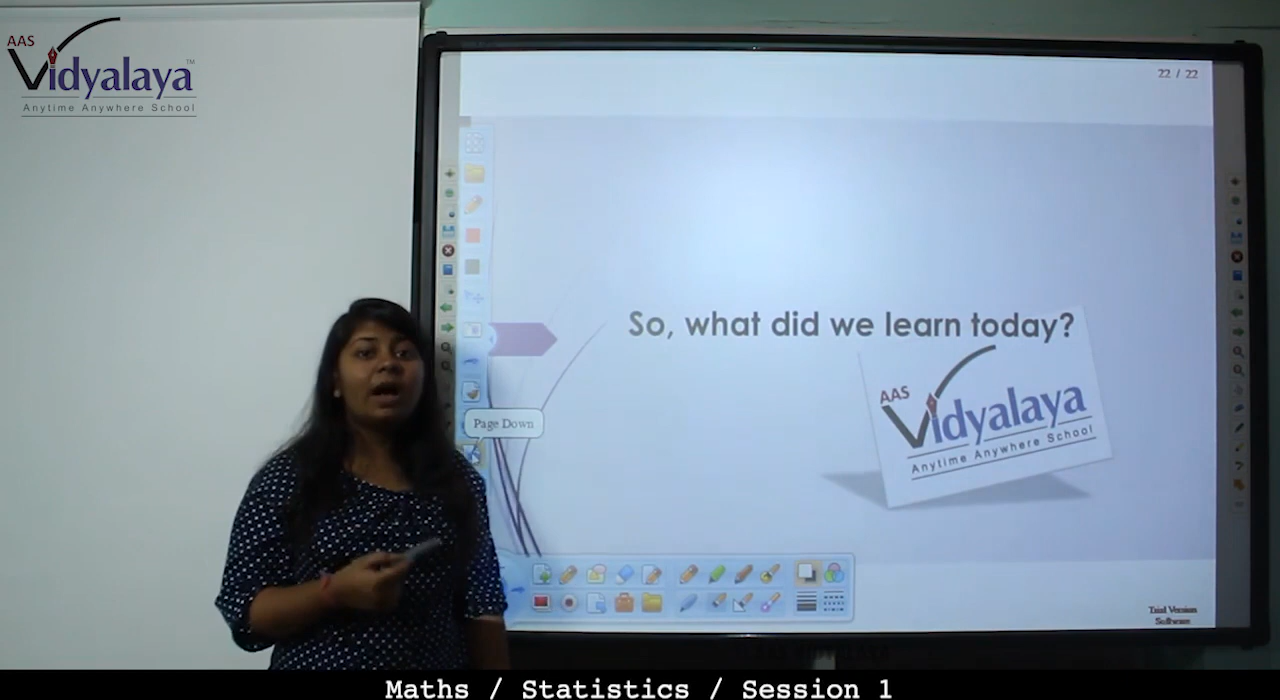 AAS
Vidyalaya TM
Anytime Anywhere School
22 / 22
So, what did we learn today?
AAS
Vidyalaya
Anytime Anywhere School
Page Down
Trial Version
Software
Maths / Statistics / Session 1